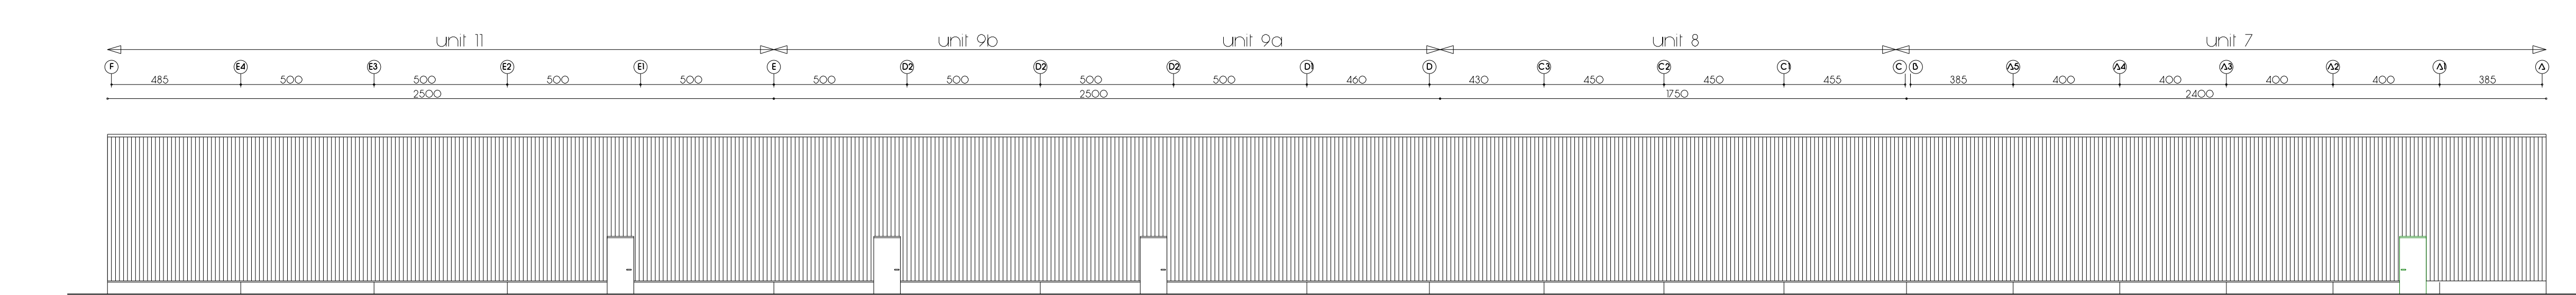 unit 11 unit 9b unit 9a unit 8 unit 7
F E4 E3 E2 E1 E D2 D2 D2 D1 D C3 C2 C1 C B A5 A4 A3 A2 A1 A
485 500 500 500 500 500 500 500 500 460 430 450 450 455 385 400 400 400 400 385
2500 2500 1750 2400